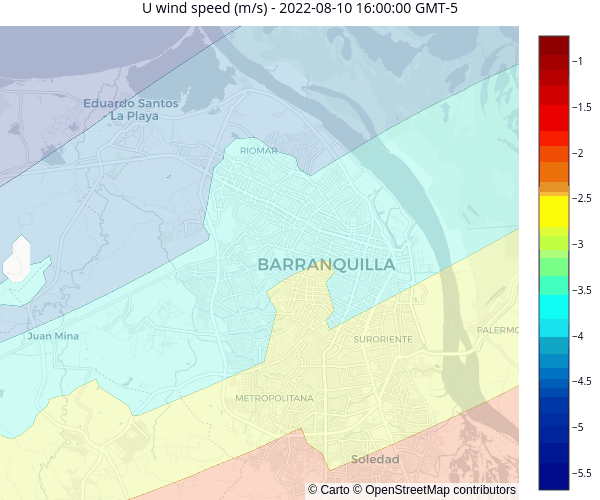 U wind speed (m/s) - 2022-08-10 16:00:00 GMT-5
Eduardo Santos
- La Playa
RIOMAR
BARRANQUILLA
Juan Mina
SURORIENTE
PALERMO
METROPOLITANA
Soledad
© Carto © OpenStreetMap contributors
−1
−1.5
−2
−2.5
−3
−3.5
−4
−4.5
−5
−5.5